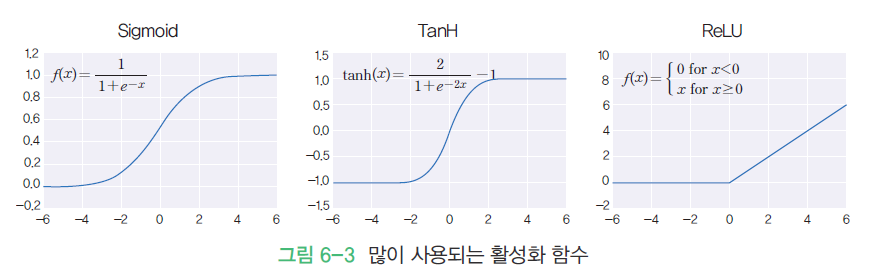 Sigmoid
1.2
1.0
0.8
0.6
0.4
0.2
0.0
-0.2
f(x)= 1/(1+e^-x)
-6 -4 -2 0 2 4 6
TanH
1.5
1.0
0.5
0.0
-0.5
-1.0
-1.5
tanh(x)= 2/(1+e^-2x) -1
-6 -4 -2 0 2 4 6
ReLU
10
8
6
4
2
0
-2
f(x)= { 0 for x<0
x for x≥0
-6 -4 -2 0 2 4 6
그림 6-3 많이 사용되는 활성화 함수